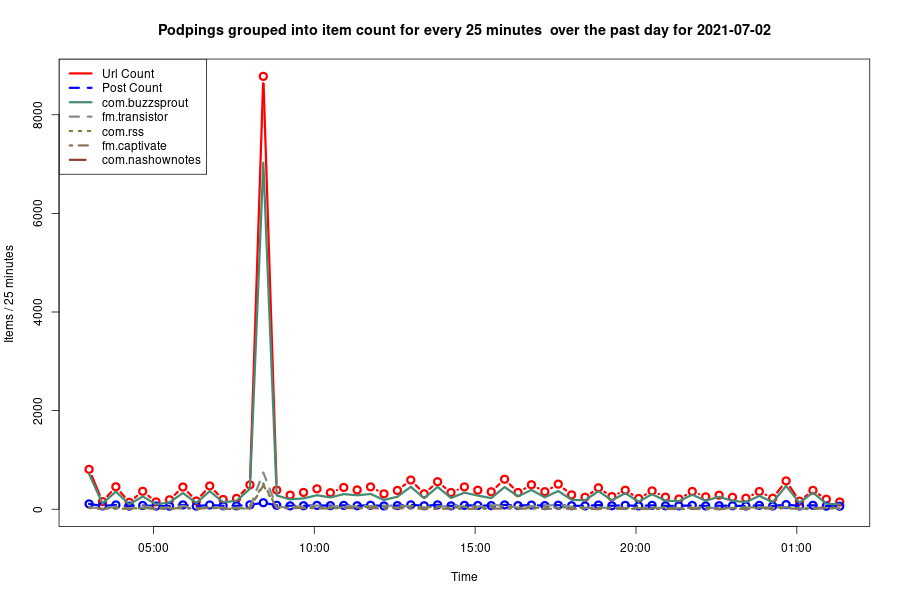 Podpings grouped into item count for every 25 minutes  over the past day for 2021-07-02
Url Count
Post Count
com.buzzsprout
fm.transistor
com.rss
fm.captivate
com.nashownotes
8000
6000
4000
2000
0
Items / 25 minutes
05:00 10:00 15:00 20:00 01:00
Time